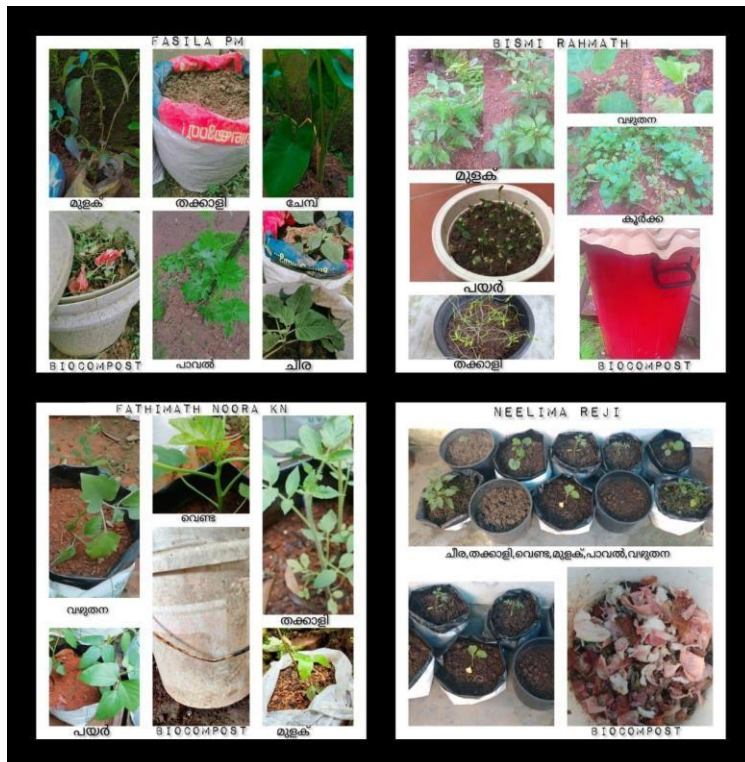 FASILA PM
മുളക്
തക്കാളി
ചേമ്പ്
BIOCOMPOST
പാവൽ
ചീര
BISMI RAHMATH
മുളക്
വഴുതന
കൂർക്ക
പയർ
തക്കാളി
BIOCOMPOST
FATHIMATH NOORA KN
വെണ്ട
വഴുതന
തക്കാളി
പയർ
BIOCOMPOST
മുളക്
NEELIMA REJI
ചീര,തക്കാളി,വെണ്ട,മുളക്,പാവൽ,വഴുതന
BIOCOMPOST